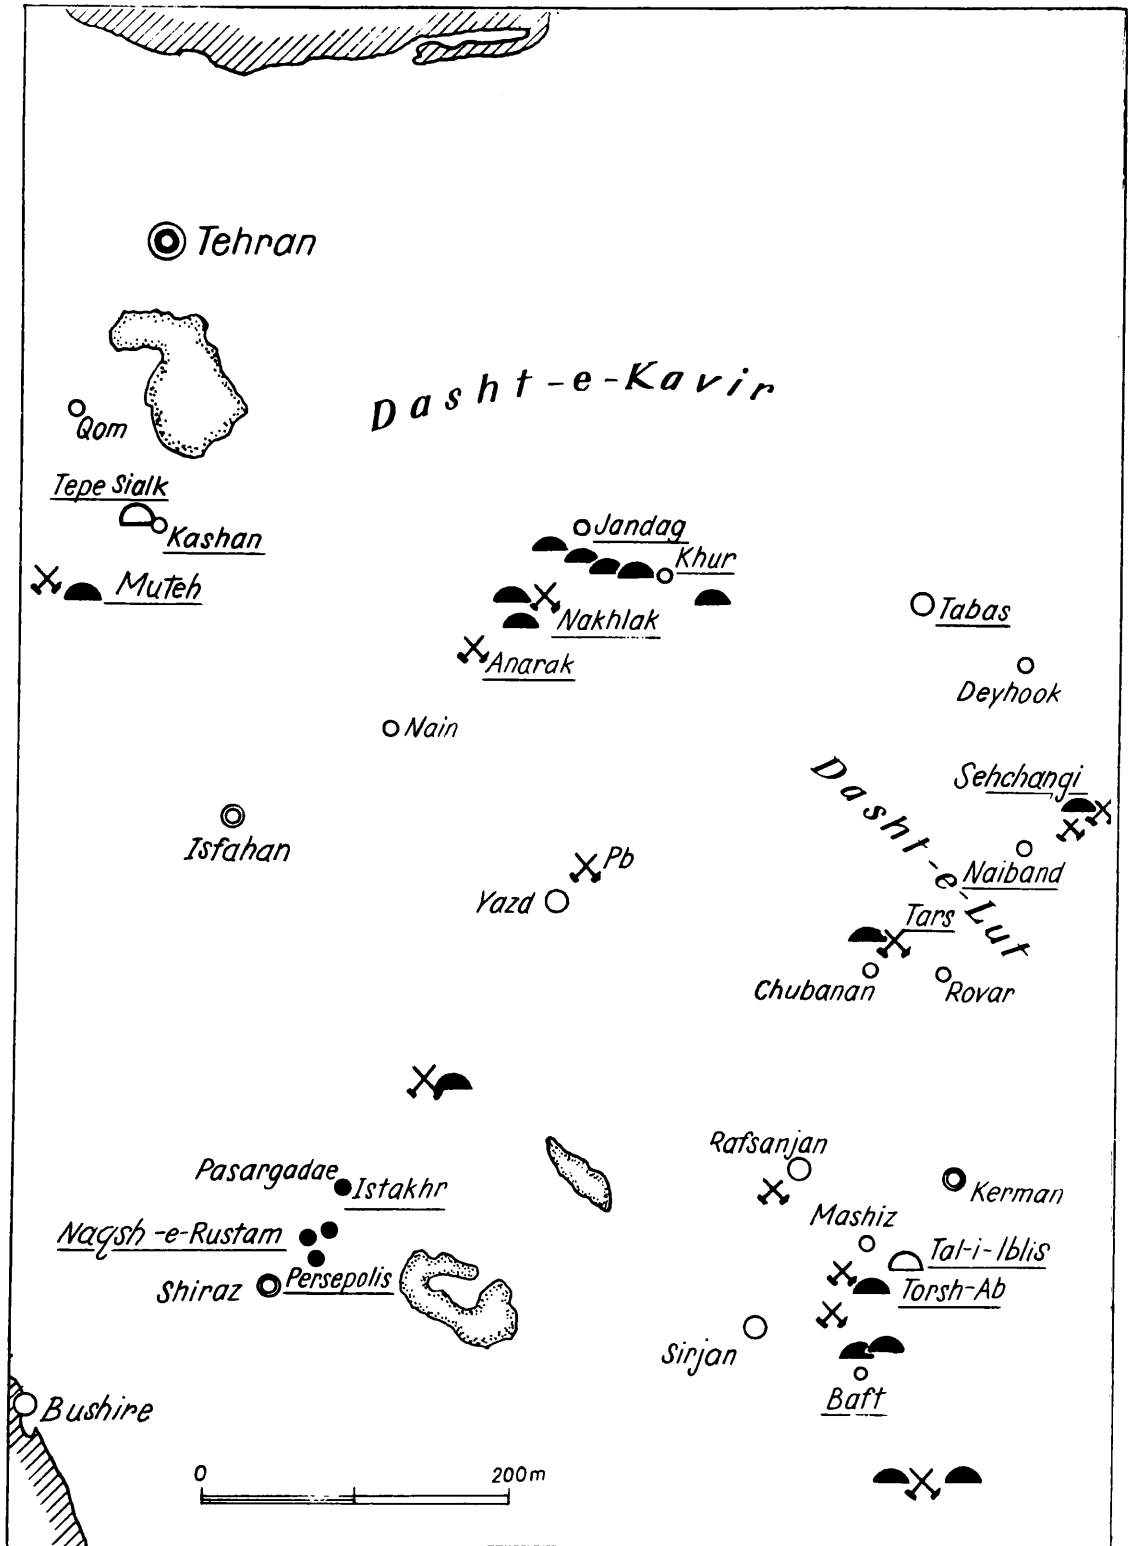 Tehran
Dasht-e-Kavir
Qom
Tepe Sialk
Kashan
Jandag
Khur
Muteh
Nakhlak
Tabas
Anarak
Deyhook
Nain
Sehchangi
Dasht-e-Lut
Isfahan
Pb
Naiband
Yazd
Tars
Chubanan
Rovar
Rafsanjan
Pasargadae
Istakhr
Kerman
Mashiz
Naqsh-e-Rustam
Tal-i-Iblis
Persepolis
Shiraz
Torsh-Ab
Sirjan
Baft
Bushire
0 200m